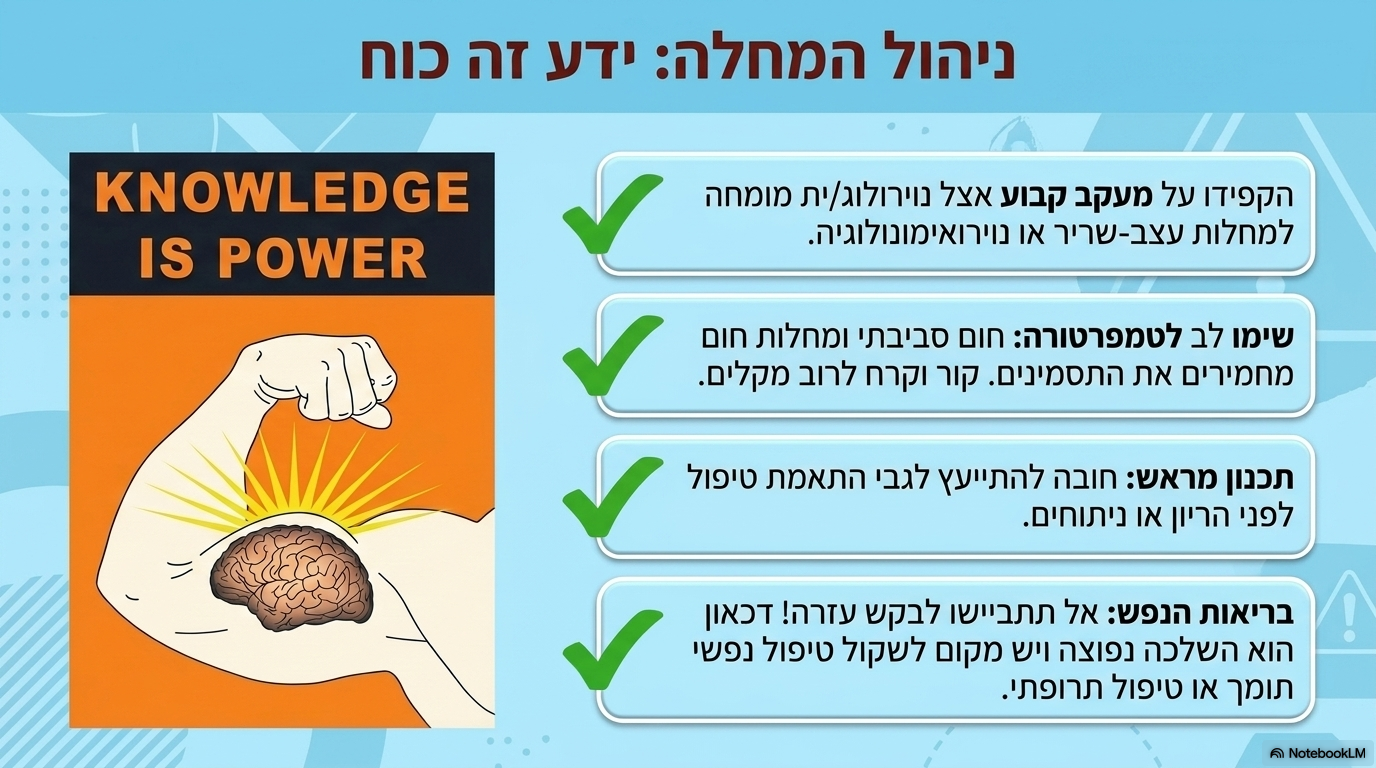 ניהול המחלה: ידע זה כוח
הקפידו על מעקב קבוע אצל נוירולוג/ית מומחה
למחלות עצב-שריר או נוירואימונולוגיה.
שימו לב לטמפרטורה: חום סביבתי ומחלות חום
מחמירים את התסמינים. קור וקרח לרוב מקלים.
תכנון מראש: חובה להתייעץ לגבי התאמת טיפול
לפני הריון או ניתוחים.
בריאות הנפש: אל תתביישו לבקש עזרה! דכאון
הוא השלכה נפוצה ויש מקום לשקול טיפול נפשי
תומך או טיפול תרופתי.
KNOWLEDGE
IS POWER
NotebookLM